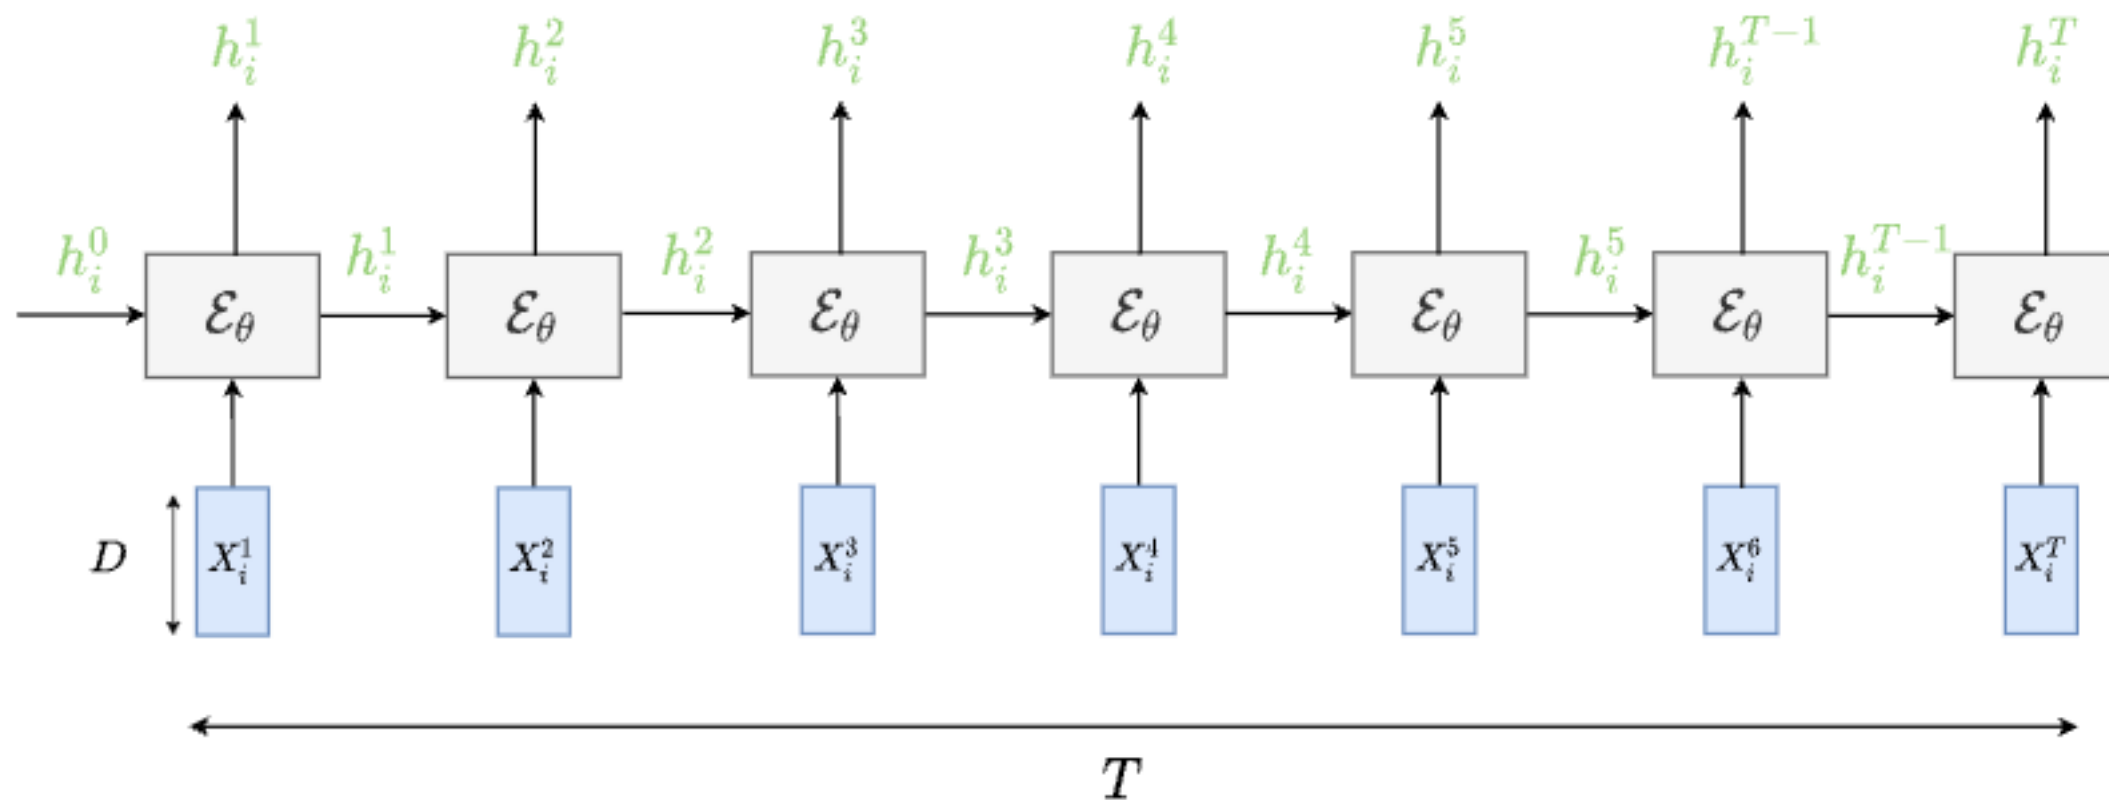 h_i^1 h_i^2 h_i^3 h_i^4 h_i^5 h_i^{T-1} h_i^T
h_i^0 h_i^1 h_i^2 h_i^3 h_i^4 h_i^5 h_i^{T-1}
ℰ_θ ℰ_θ ℰ_θ ℰ_θ ℰ_θ ℰ_θ ℰ_θ
D X_i^1 X_i^2 X_i^3 X_i^4 X_i^5 X_i^6 X_i^T
T